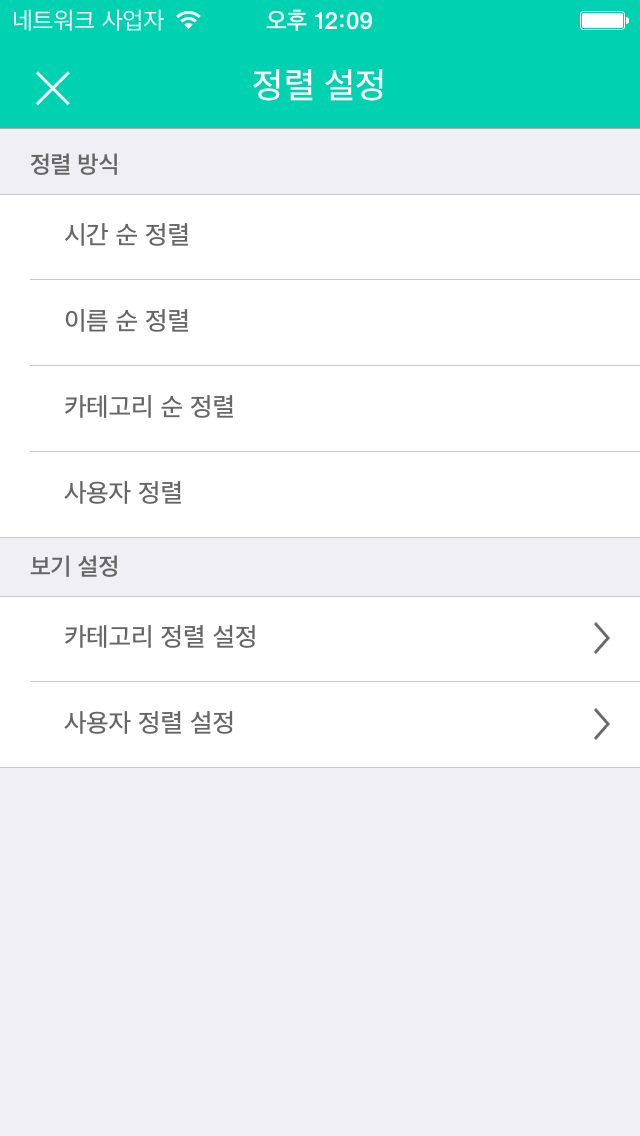 네트워크 사업자 오후 12:09
정렬 설정
정렬 방식
시간 순 정렬
이름 순 정렬
카테고리 순 정렬
사용자 정렬
보기 설정
카테고리 정렬 설정
사용자 정렬 설정